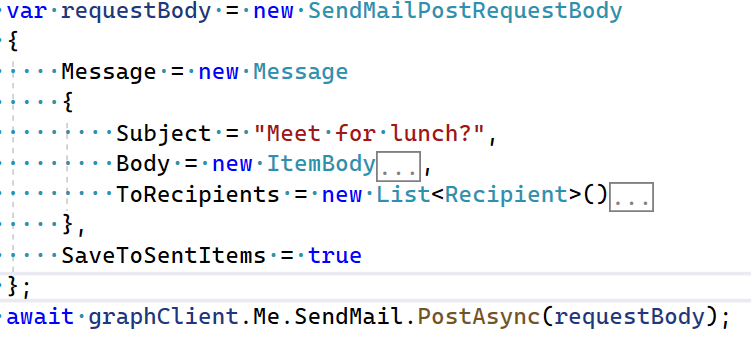 var requestBody = new SendMailPostRequestBody
{
    Message = new Message
    {
        Subject = "Meet for lunch?",
        Body = new ItemBody...,
        ToRecipients = new List<Recipient>()...
    },
    SaveToSentItems = true
};
await graphClient.Me.SendMail.PostAsync(requestBody);